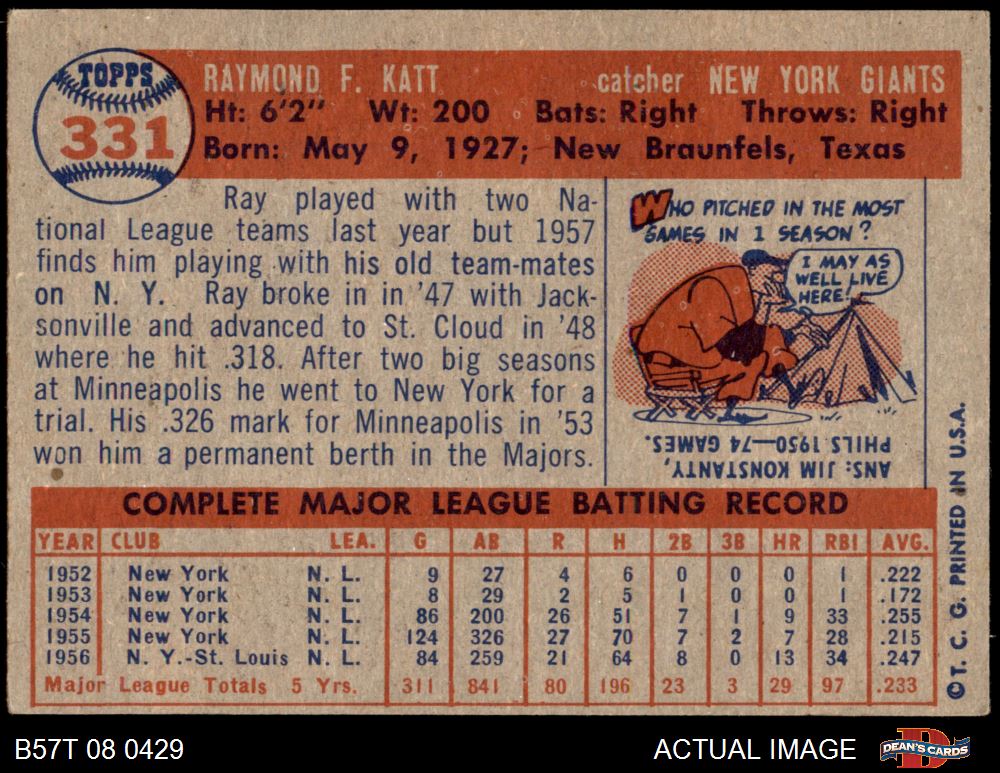 TOPPS
331
RAYMOND F. KATT catcher NEW YORK GIANTS
Ht: 6'2" Wt: 200 Bats: Right Throws: Right
Born: May 9, 1927; New Braunfels, Texas
Ray played with two Na-
tional League teams last year but 1957
finds him playing with his old team-mates
on N. Y. Ray broke in in '47 with Jack-
sonville and advanced to St. Cloud in '48
where he hit .318. After two big seasons
at Minneapolis he went to New York for a
trial. His .326 mark for Minneapolis in '53
won him a permanent berth in the Majors.
WHO PITCHED IN THE MOST
GAMES IN 1 SEASON?
I MAY AS
WELL LIVE
HERE!
ANS: JIM KONSTANTY,
PHILS 1950—74 GAMES.
COMPLETE MAJOR LEAGUE BATTING RECORD
YEAR CLUB LEA. G AB R H 2B 3B HR RBI AVG.
1952 New York N. L. 9 27 4 6 0 0 0 1 .222
1953 New York N. L. 8 29 2 5 1 0 0 1 .172
1954 New York N. L. 86 200 26 51 7 1 9 33 .255
1955 New York N. L. 124 326 27 70 7 2 7 28 .215
1956 N. Y.-St. Louis N. L. 84 259 21 64 8 0 13 34 .247
Major League Totals 5 Yrs. 311 841 80 196 23 3 29 97 .233
©T. C. G. PRINTED IN U.S.A.
B57T 08 0429 ACTUAL IMAGE
DEAN'S CARDS